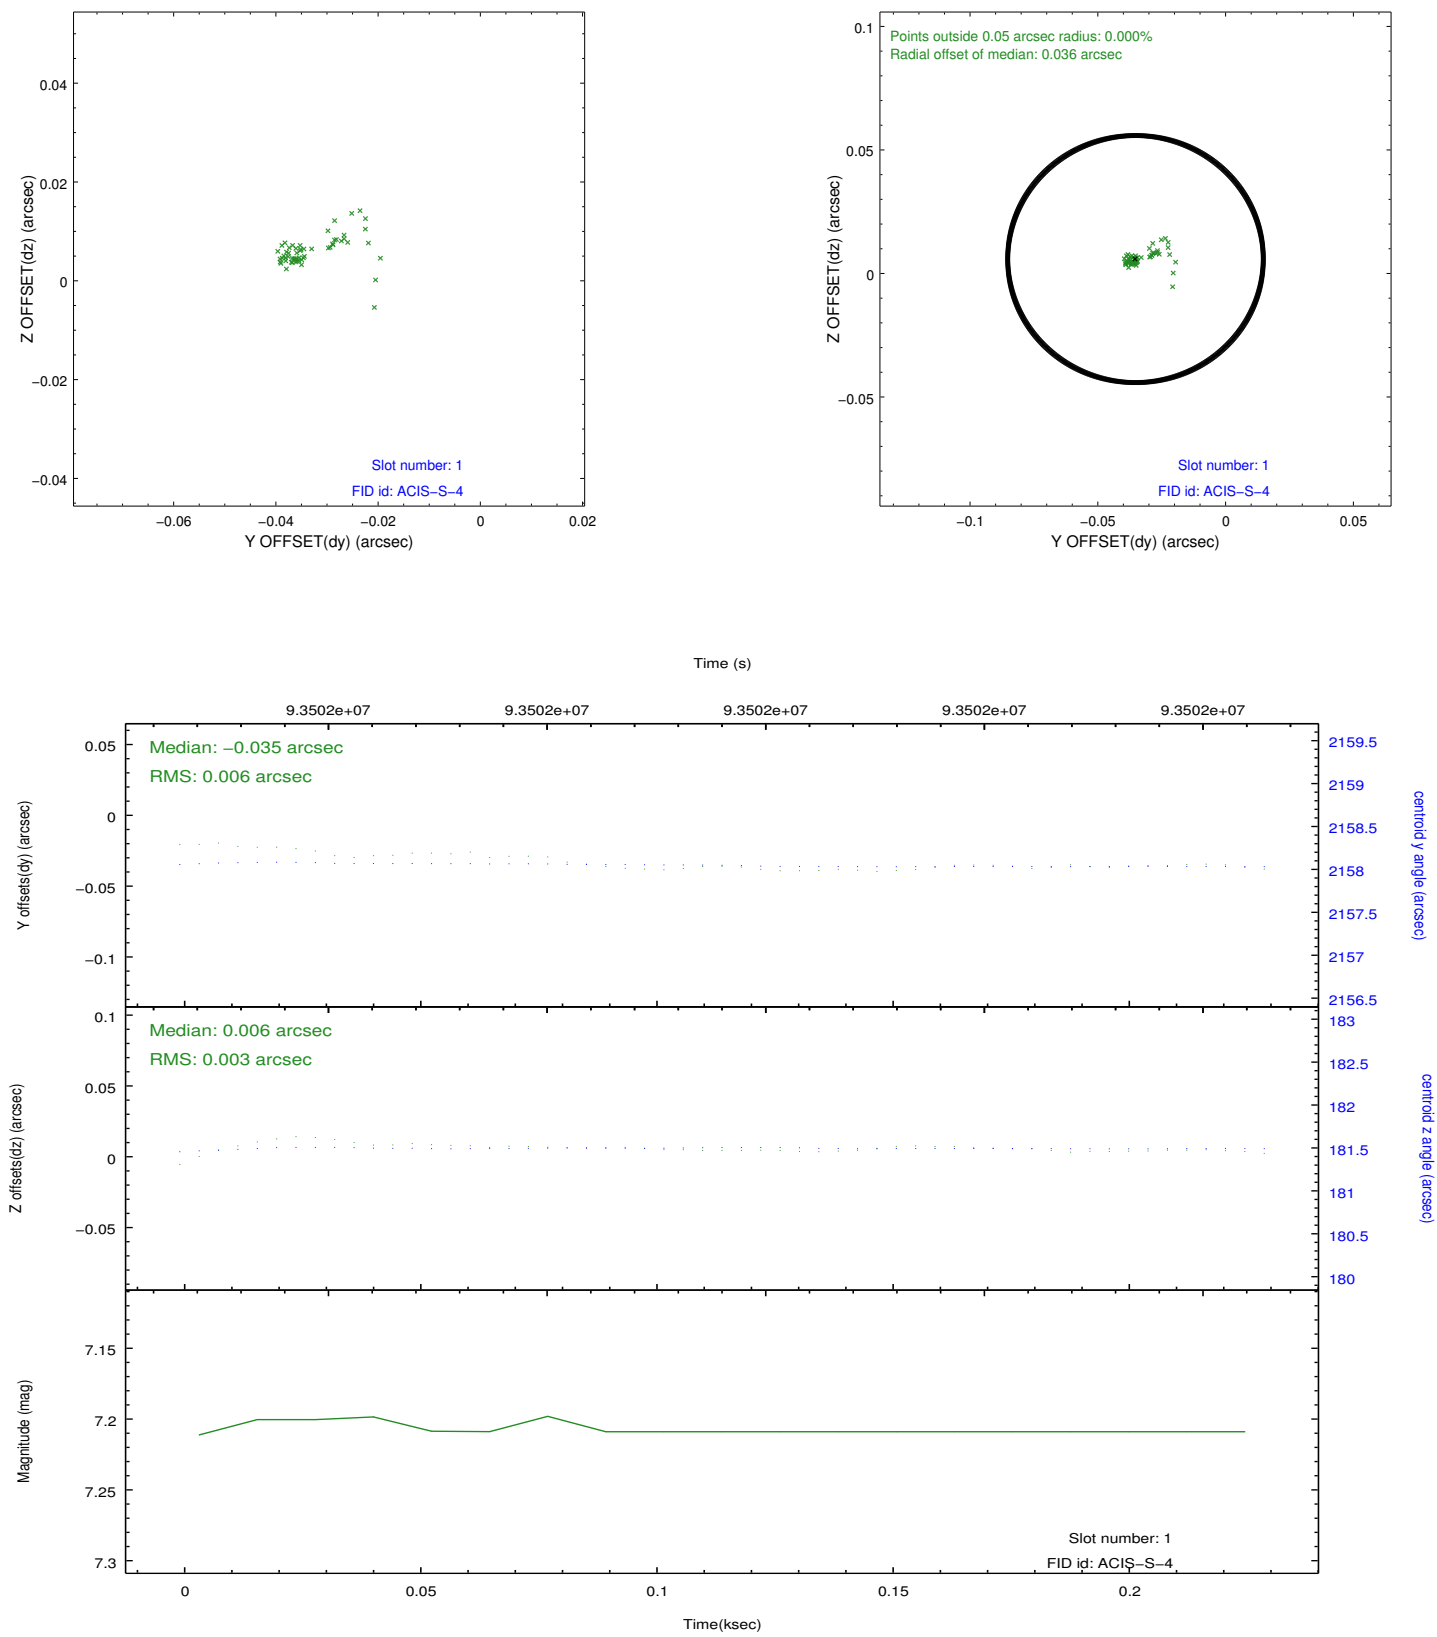 0.04
0.02
0
−0.02
−0.04
Z OFFSET(dz) (arcsec)
Slot number: 1
FID id: ACIS−S−4
−0.06
−0.04
−0.02
0
0.02
Y OFFSET(dy) (arcsec)
Points outside 0.05 arcsec radius: 0.000%
Radial offset of median: 0.036 arcsec
0.1
0.05
0
−0.05
Z OFFSET(dz) (arcsec)
Slot number: 1
FID id: ACIS−S−4
−0.1
−0.05
0
0.05
Y OFFSET(dy) (arcsec)
Time (s)
9.3502e+07
9.3502e+07
9.3502e+07
9.3502e+07
9.3502e+07
Median: −0.035 arcsec
RMS: 0.006 arcsec
0.05
0
−0.05
−0.1
Y offsets(dy) (arcsec)
2159.5
2159
2158.5
2158
2157.5
2157
2156.5
centroid y angle (arcsec)
Median: 0.006 arcsec
RMS: 0.003 arcsec
0.1
0.05
0
−0.05
Z offsets(dz) (arcsec)
183
182.5
182
181.5
181
180.5
180
centroid z angle (arcsec)
7.15
7.2
7.25
7.3
Magnitude (mag)
Slot number: 1
FID id: ACIS−S−4
0
0.05
0.1
0.15
0.2
Time(ksec)